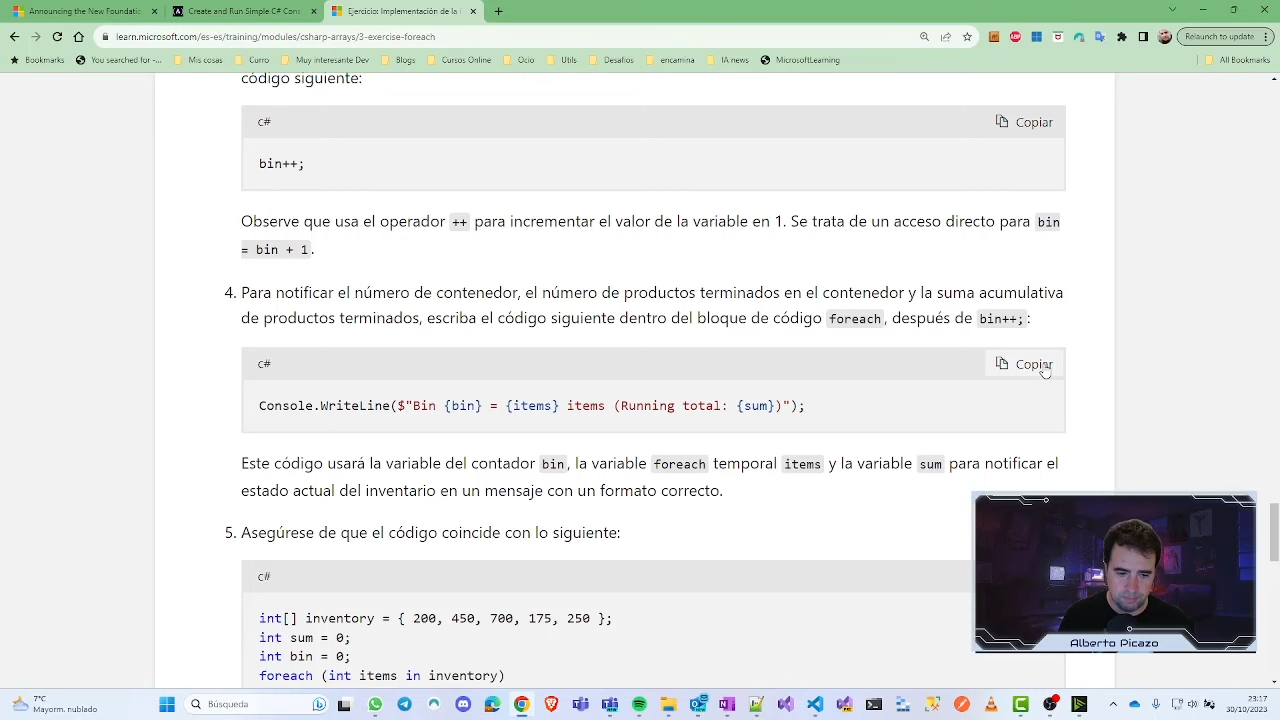 Announcing the New Foundatic
Create and Run Simple C# Cons
Ejercicio: Implementación de la i
learn.microsoft.com/es-es/training/modules/csharp-arrays/3-exercise-foreach
Relaunch to update
Bookmarks
You searched for -...
Mis cosas
Curro
Muy interesante Dev
Blogs
Cursos Online
Ocio
Utils
Desafios
encamina
IA news
MicrosoftLearning
All Bookmarks
código siguiente:
c#
Copiar
bin++;
Observe que usa el operador ++ para incrementar el valor de la variable en 1. Se trata de un acceso directo para bin
= bin + 1.
4. Para notificar el número de contenedor, el número de productos terminados en el contenedor y la suma acumulativa
de productos terminados, escriba el código siguiente dentro del bloque de código foreach, después de bin++;:
c#
Copiar
Console.WriteLine($"Bin {bin} = {items} items (Running total: {sum})");
Este código usará la variable del contador bin, la variable foreach temporal items y la variable sum para notificar el
estado actual del inventario en un mensaje con un formato correcto.
5. Asegúrese de que el código coincide con lo siguiente:
c#
int[] inventory = { 200, 450, 700, 175, 250 };
int sum = 0;
int bin = 0;
foreach (int items in inventory)
Alberto Picazo
7°C
Mayorm. nublado
Búsqueda
23:17
30/10/2023